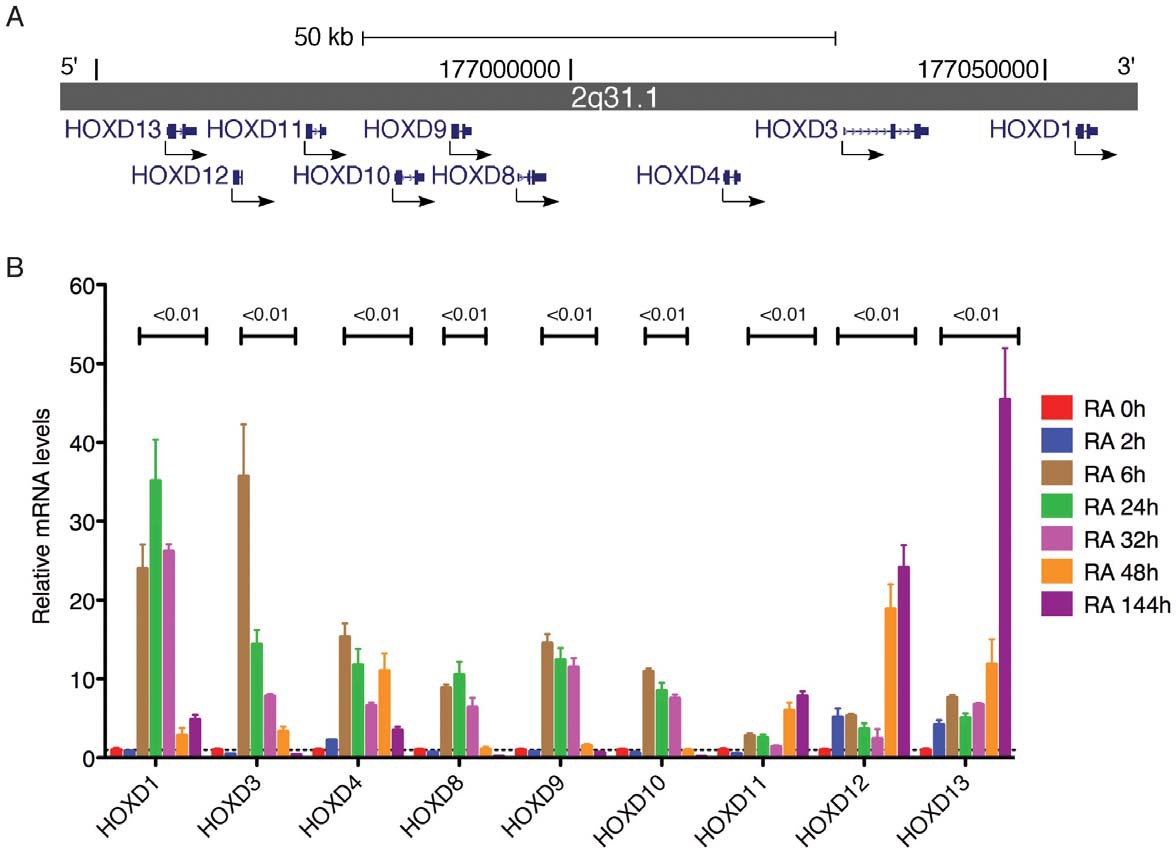 A
50 kb
5' 177000000 177050000 3'
2q31.1
HOXD13 HOXD11 HOXD9 HOXD3 HOXD1
HOXD12 HOXD10 HOXD8 HOXD4
B
60
50
40
30
20
10
0
Relative mRNA levels
<0.01 <0.01 <0.01 <0.01 <0.01 <0.01 <0.01 <0.01 <0.01
HOXD1 HOXD3 HOXD4 HOXD8 HOXD9 HOXD10 HOXD11 HOXD12 HOXD13
RA 0h
RA 2h
RA 6h
RA 24h
RA 32h
RA 48h
RA 144h